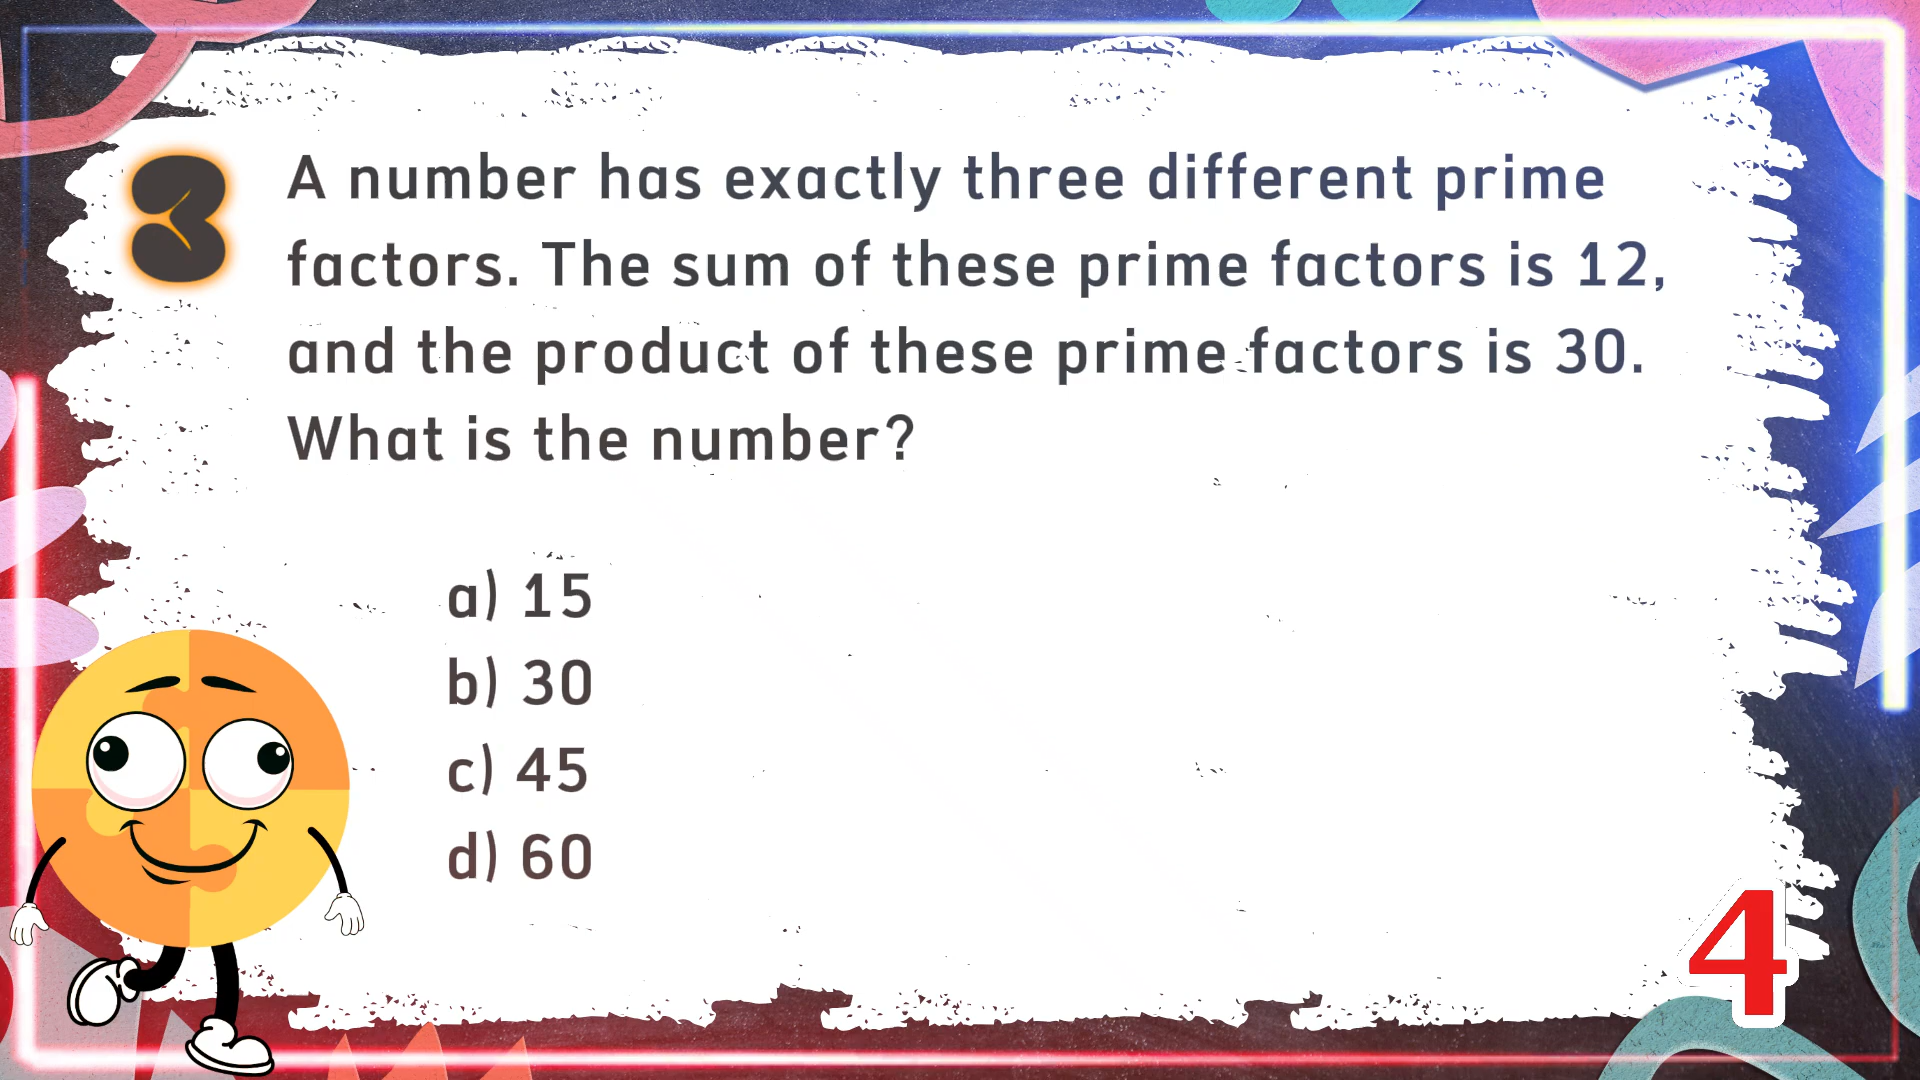 3 A number has exactly three different prime
factors. The sum of these prime factors is 12,
and the product of these prime factors is 30.
What is the number?
a) 15
b) 30
c) 45
d) 60
4